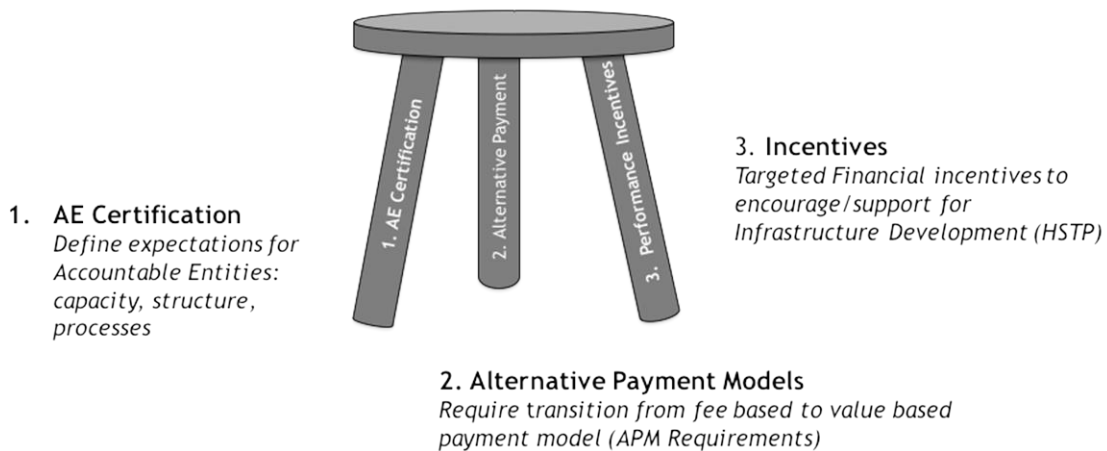 1. AE Certification
2. Alternative Payment
3. Performance Incentives
1. AE Certification
Define expectations for
Accountable Entities:
capacity, structure,
processes
3. Incentives
Targeted Financial incentives to
encourage/support for
Infrastructure Development (HSTP)
2. Alternative Payment Models
Require transition from fee based to value based
payment model (APM Requirements)